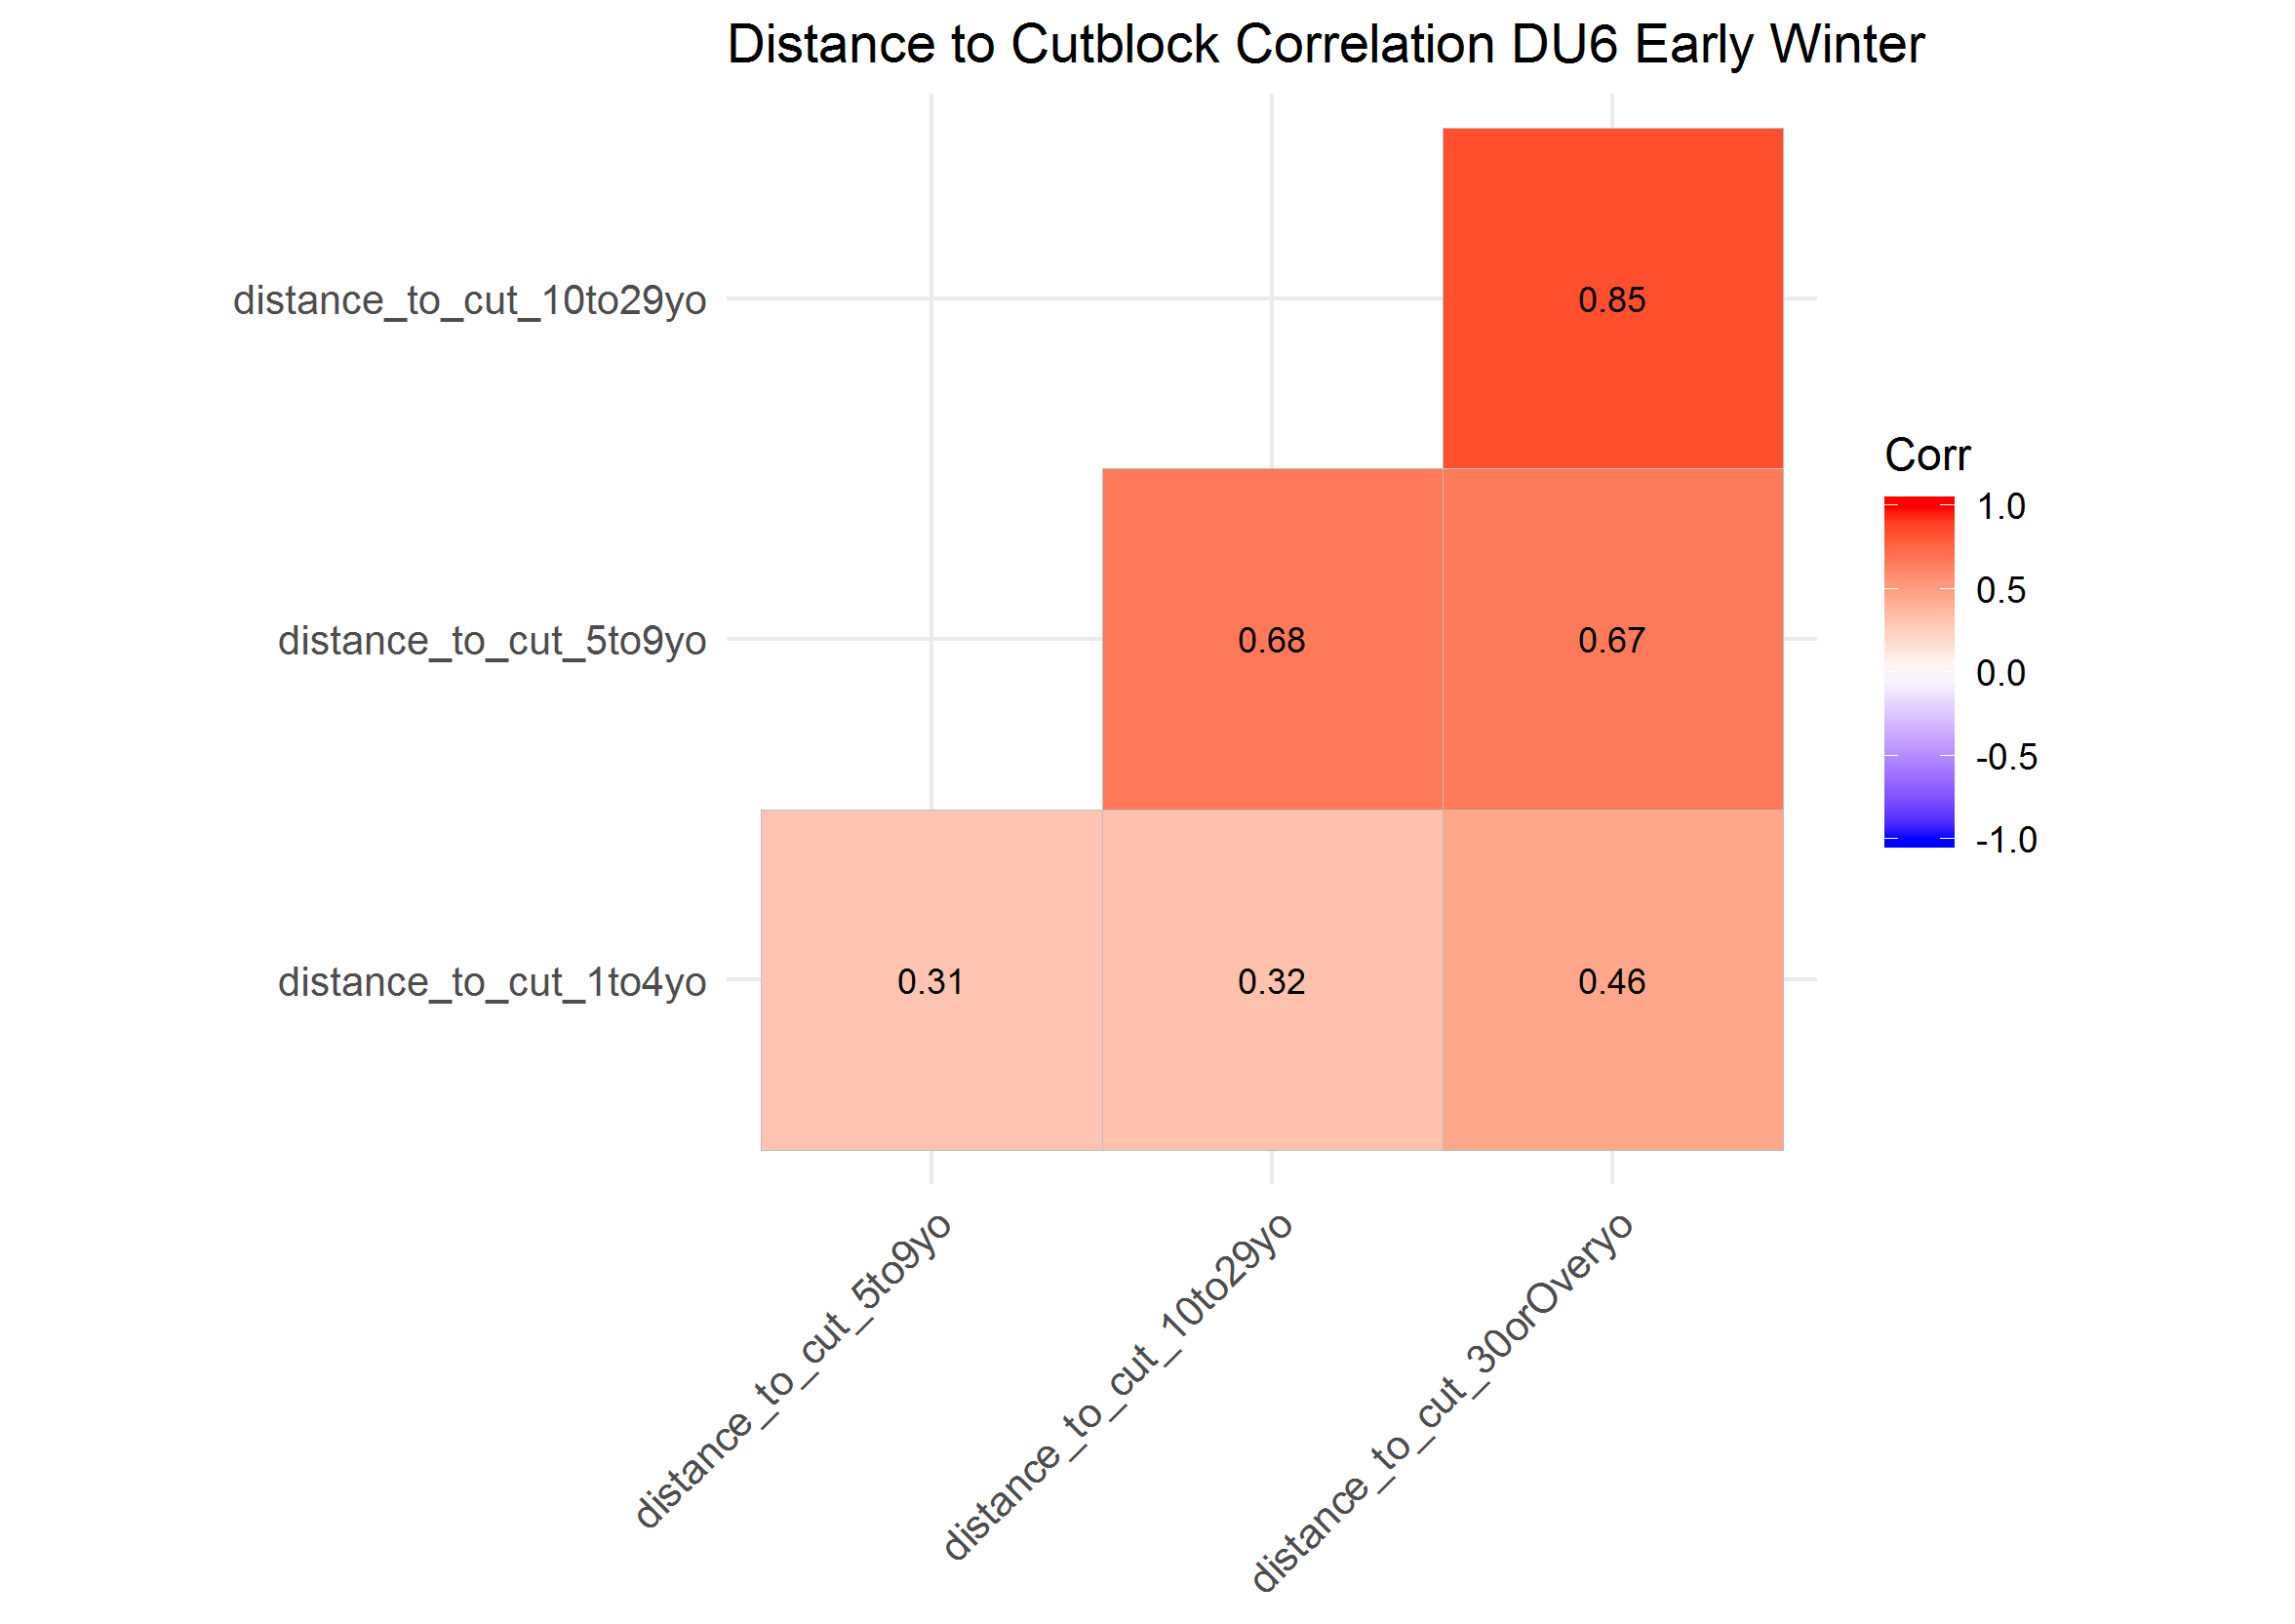 Distance to Cutblock Correlation DU6 Early Winter
distance_to_cut_10to29yo
0.85
distance_to_cut_5to9yo
0.68
0.67
distance_to_cut_1to4yo
0.31
0.32
0.46
distance_to_cut_5to9yo
distance_to_cut_10to29yo
distance_to_cut_30orOveryo
Corr
1.0
0.5
0.0
-0.5
-1.0